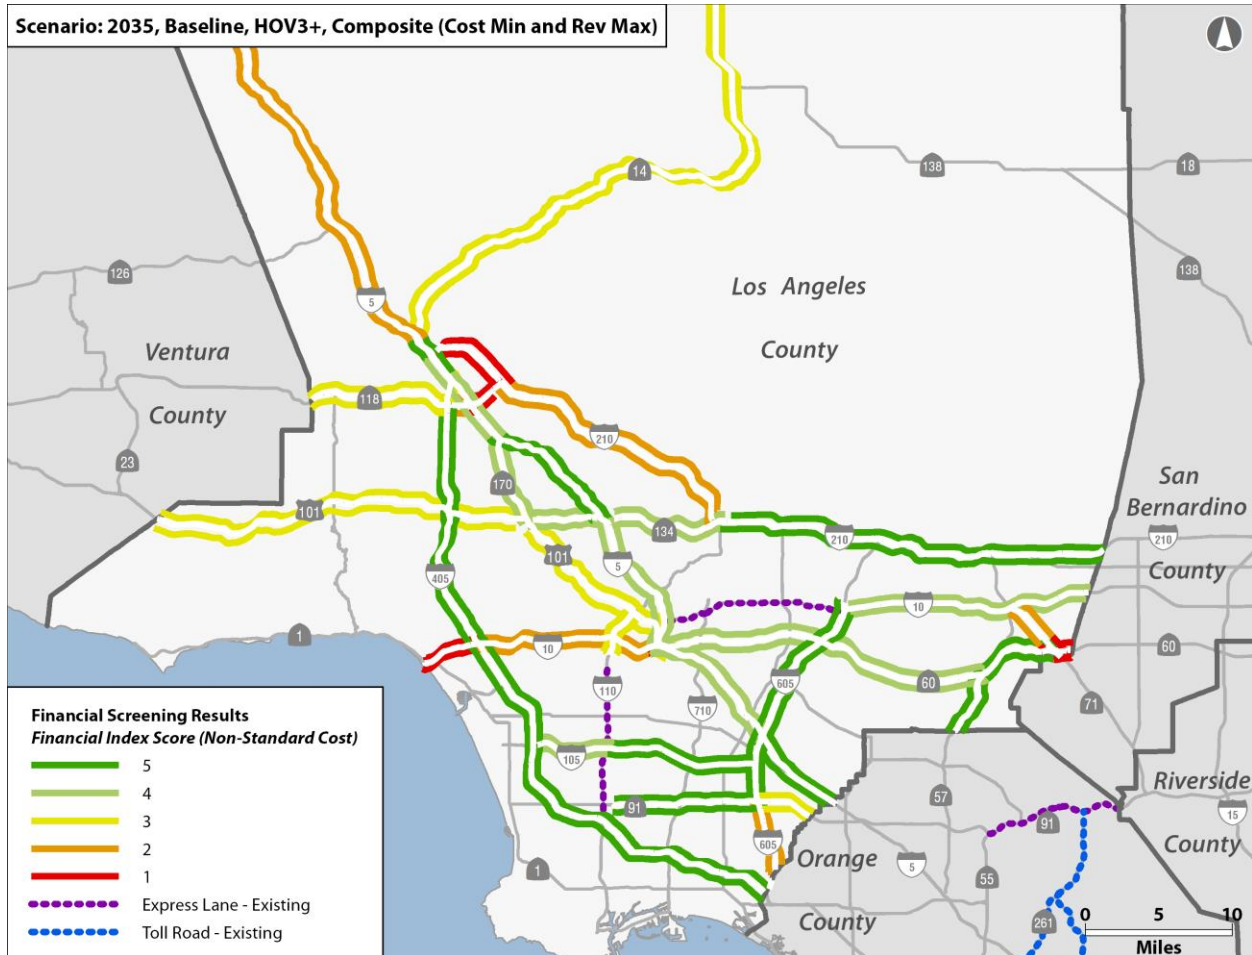 Scenario: 2035, Baseline, HOV3+, Composite (Cost Min and Rev Max)
14
138
18
126
5
138
Los Angeles
County
Ventura
County
118
23
210
170
101
134
San
Bernardino
County
210
210
101
5
405
10
1
10
60
110
605
60
710
71
105
91
57
Riverside
County
15
91
605
Orange
County
5
55
1
261
Financial Screening Results
Financial Index Score (Non-Standard Cost)
5
4
3
2
1
Express Lane - Existing
Toll Road - Existing
0 5 10
Miles